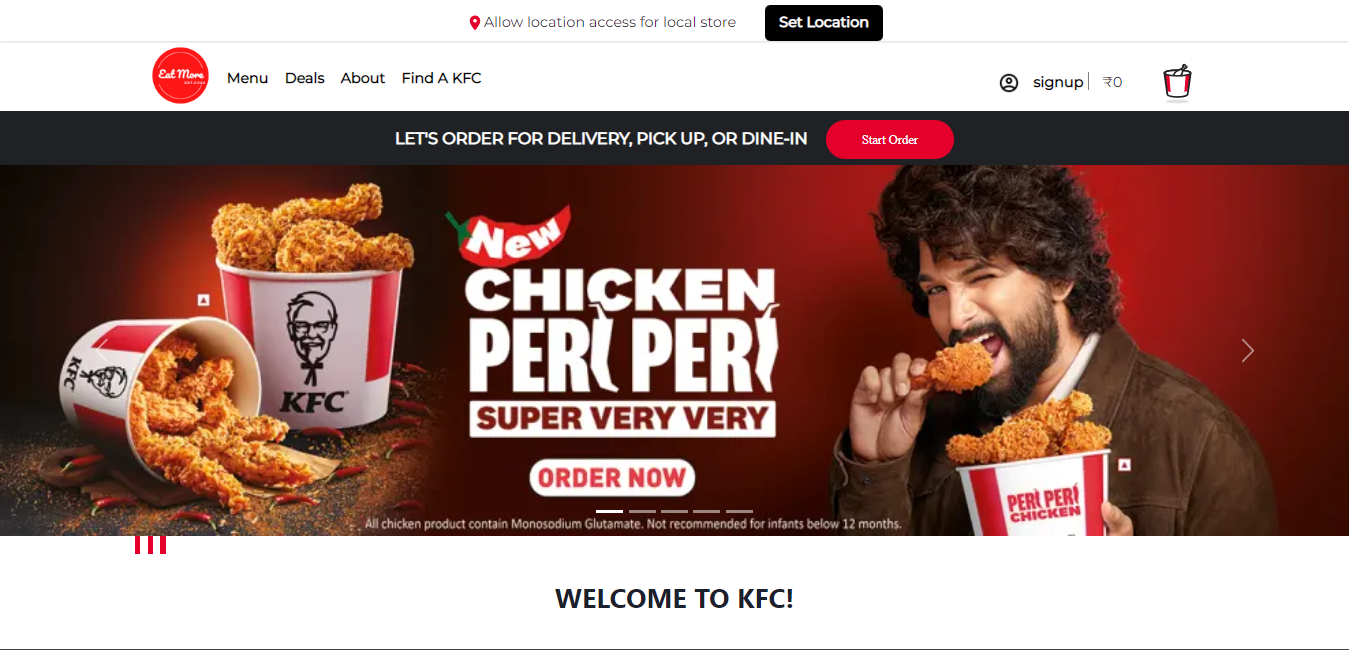 Allow location access for local store
Set Location
Eat More
Menu
Deals
About
Find A KFC
signup
₹0
LET'S ORDER FOR DELIVERY, PICK UP, OR DINE-IN
Start Order
New
CHICKEN
PERI PERI
SUPER VERY VERY
ORDER NOW
KFC
KFC
PERI PERI
CHICKEN
All chicken product contain Monosodium Glutamate. Not recommended for infants below 12 months.
WELCOME TO KFC!